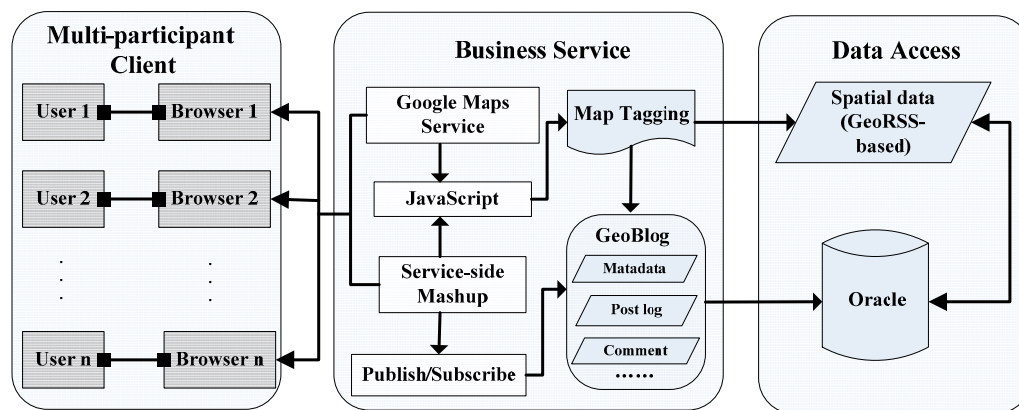 Multi-participant
Client
User 1
Browser 1
User 2
Browser 2
. .
. .
. .
User n
Browser n
Business Service
Google Maps
Service
Map Tagging
JavaScript
Service-side
Mashup
Publish/Subscribe
GeoBlog
Matadata
Post log
Comment
......
Data Access
Spatial data
(GeoRSS-
based)
Oracle